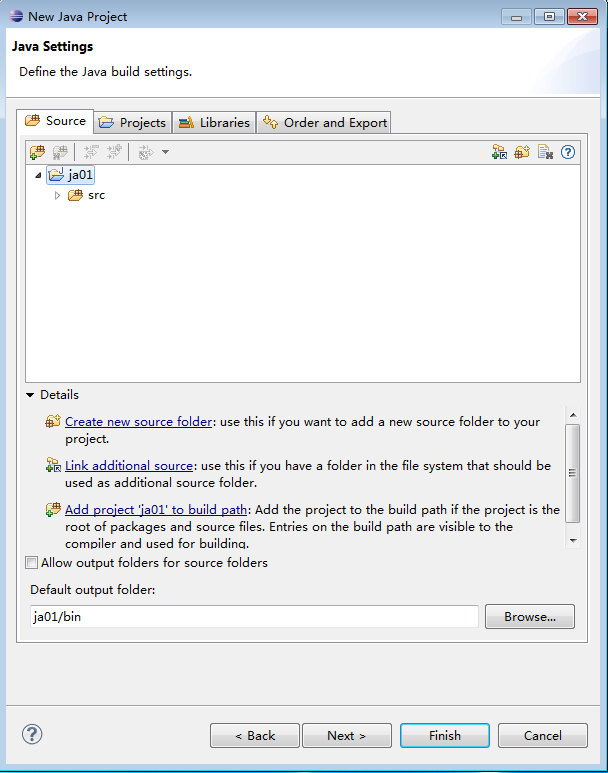 New Java Project
Java Settings
Define the Java build settings.
Source Projects Libraries Order and Export
ja01
src
Details
Create new source folder: use this if you want to add a new source folder to your
project.
Link additional source: use this if you have a folder in the file system that should be
used as additional source folder.
Add project 'ja01' to build path: Add the project to the build path if the project is the
root of packages and source files. Entries on the build path are visible to the
compiler and used for building.
Allow output folders for source folders
Default output folder:
ja01/bin Browse...
< Back Next > Finish Cancel